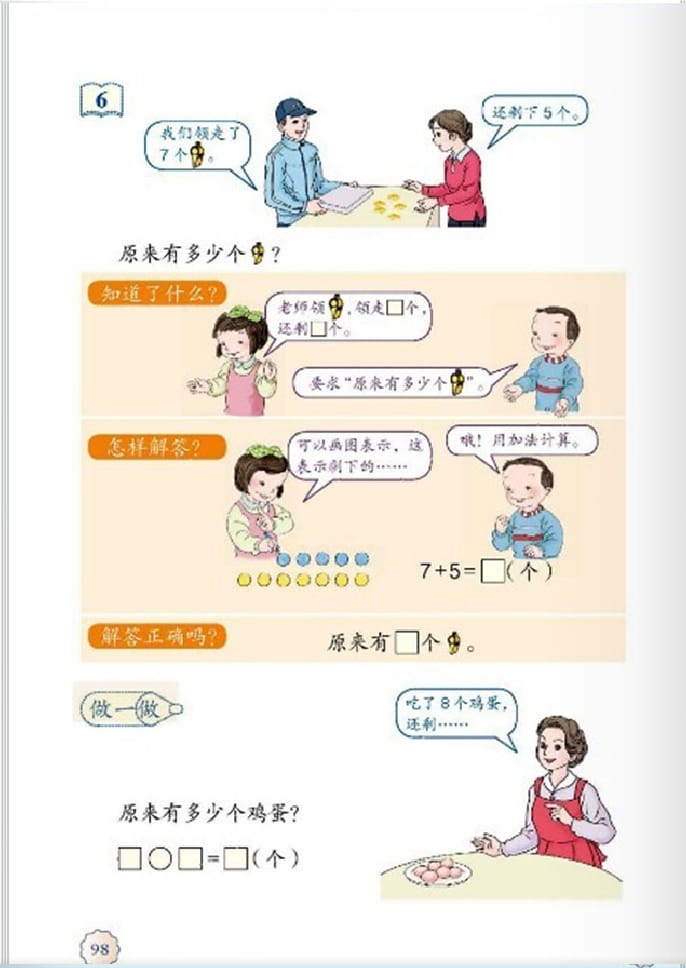 6
我们领走了
7个。
还剩下5个。
原来有多少个?
知道了什么?
老师领,领走□个,
还剩□个。
要求“原来有多少个”。
怎样解答?
可以画图表示,这
表示剩下的……
哦!用加法计算。
7+5=□(个)
解答正确吗?
原来有□个。
做一做
吃了8个鸡蛋,
还剩……
原来有多少个鸡蛋?
□○□=□(个)
98